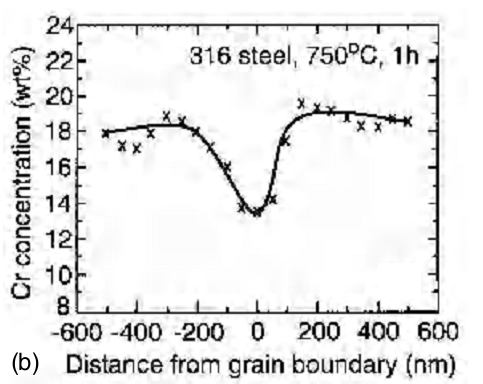 24
22
20
18
16
14
12
10
8
Cr concentration (wt%)
316 steel, 750°C, 1h
-600 -400 -200 0 200 400 600
(b) Distance from grain boundary (nm)